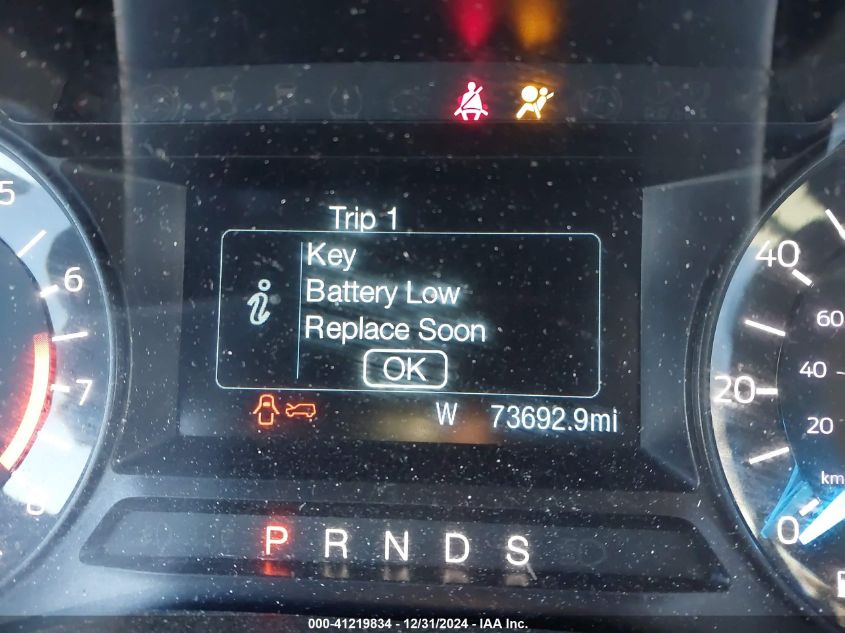 Trip 1
Key
Battery Low
Replace Soon
OK
W 73692.9mi
5
6
7
8
40
20
0
60
40
20
km
P R N D S
000-41219834 - 12/31/2024 - IAA Inc.